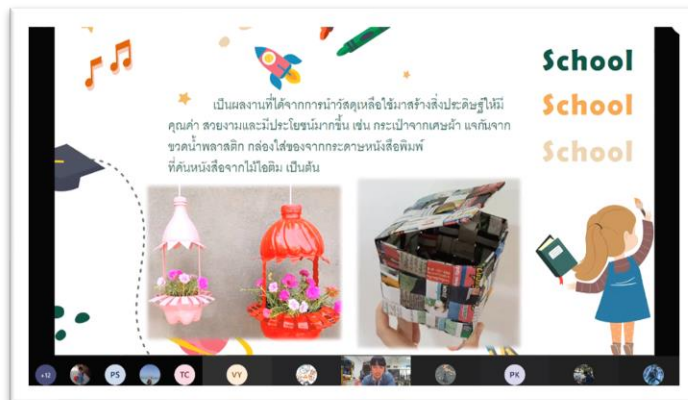 School
School
School
เป็นผลงานที่ได้จากการนำวัสดุเหลือใช้มาสร้างสิ่งประดิษฐ์ให้มี
คุณค่า สวยงามและมีประโยชน์มากขึ้น เช่น กระเป๋าจากเศษผ้า แจกันจาก
ขวดน้ำพลาสติก กล่องใส่ของจากกระดาษหนังสือพิมพ์
ที่คั่นหนังสือจากไม้ไอติม เป็นต้น
+12
PS
TC
VY
PK